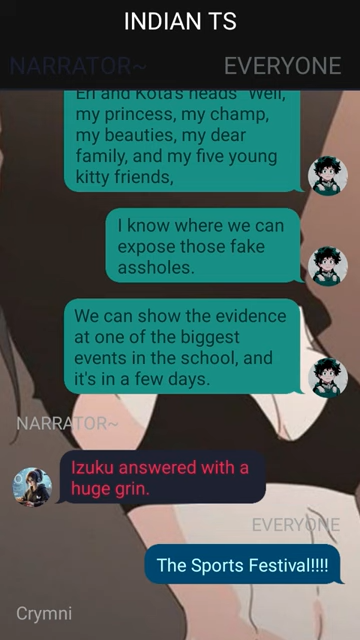 INDIAN TS
NARRATOR~
EVERYONE
Eri and Kota's heads* Well,
my princess, my champ,
my beauties, my dear
family, and my five young
kitty friends,
I know where we can
expose those fake
assholes.
We can show the evidence
at one of the biggest
events in the school, and
it's in a few days.
NARRATOR~
Izuku answered with a
huge grin.
EVERYONE
The Sports Festival!!!!
Crymni